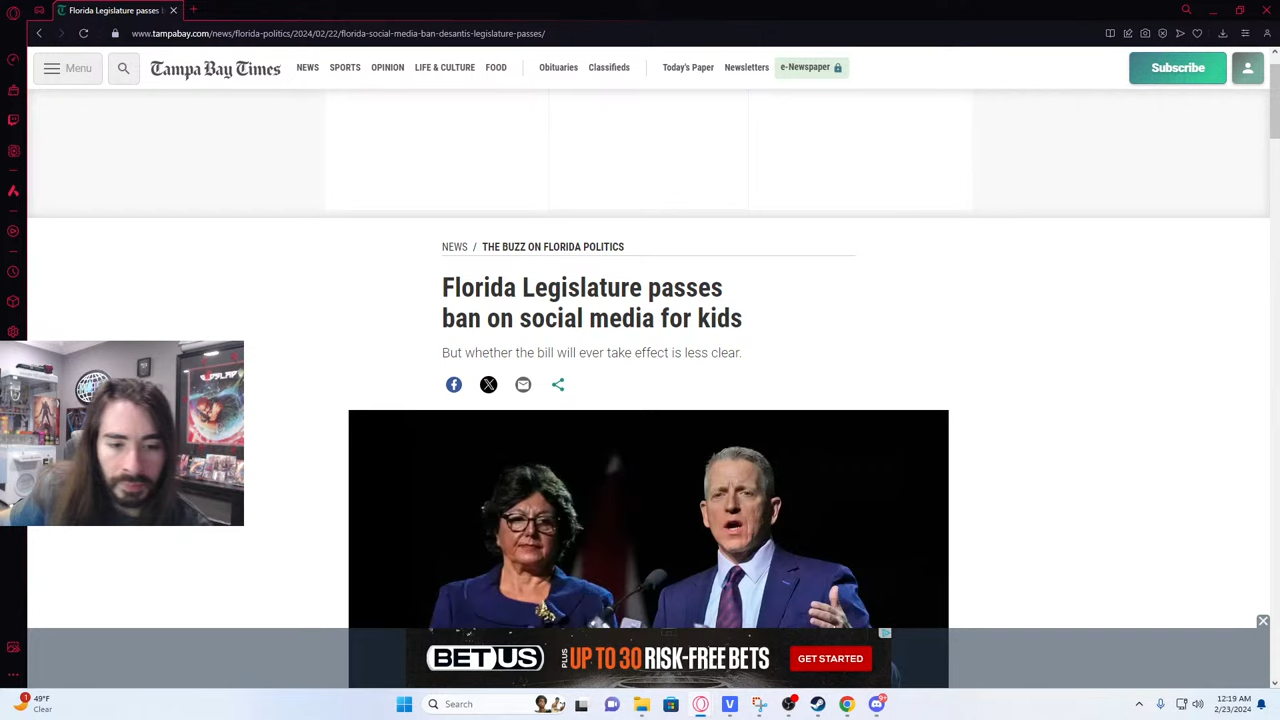 Florida Legislature passes b
www.tampabay.com/news/florida-politics/2024/02/22/florida-social-media-ban-desantis-legislature-passes/
Menu
Tampa Bay Times
NEWS SPORTS OPINION LIFE & CULTURE FOOD
Obituaries Classifieds
Today's Paper Newsletters e-Newspaper
Subscribe
NEWS / THE BUZZ ON FLORIDA POLITICS
Florida Legislature passes
ban on social media for kids
But whether the bill will ever take effect is less clear.
BETUS PLUS UP TO 30 RISK-FREE BETS GET STARTED
1
49°F
Clear
Search
9+
12:19 AM
2/23/2024